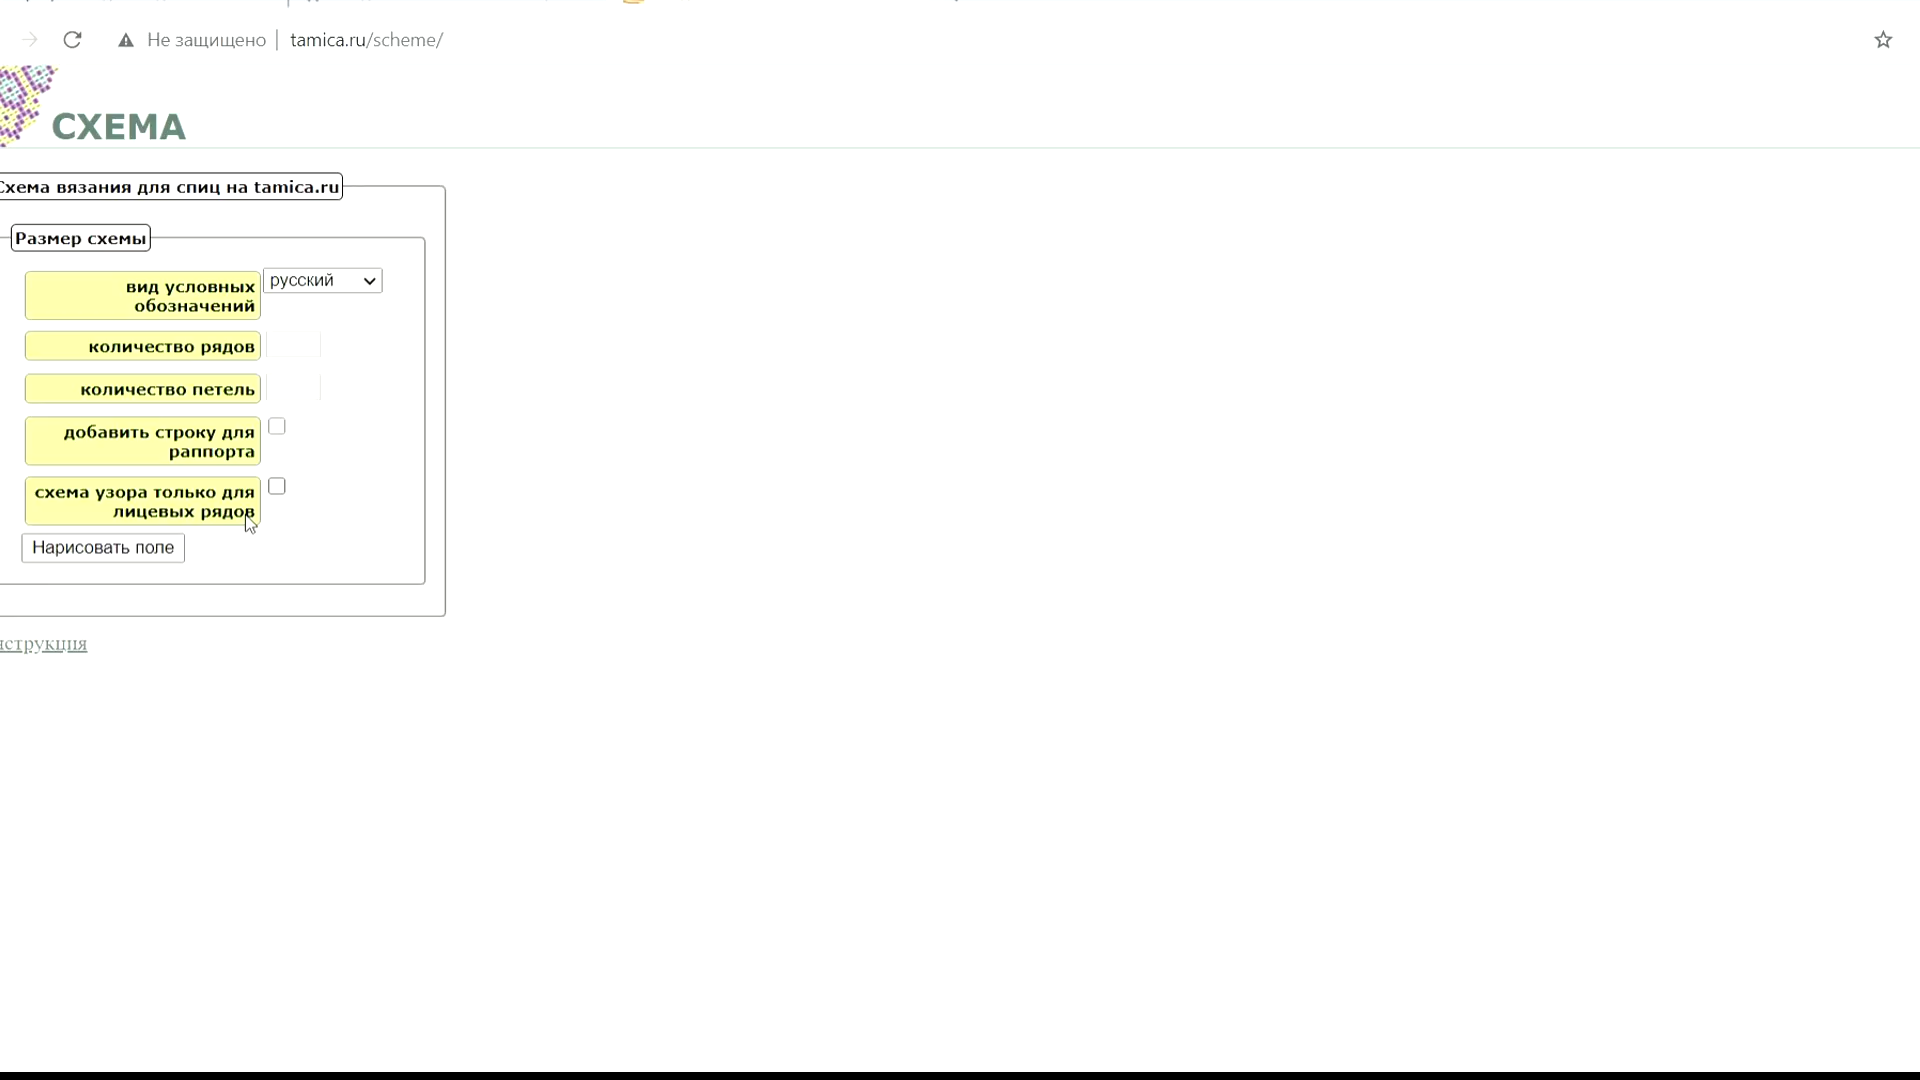 Не защищено | tamica.ru/scheme/
СХЕМА
Схема вязания для спиц на tamica.ru
Размер схемы
вид условных
обозначений
русский
количество рядов
количество петель
добавить строку для
раппорта
схема узора только для
лицевых рядов
Нарисовать поле
нструкция